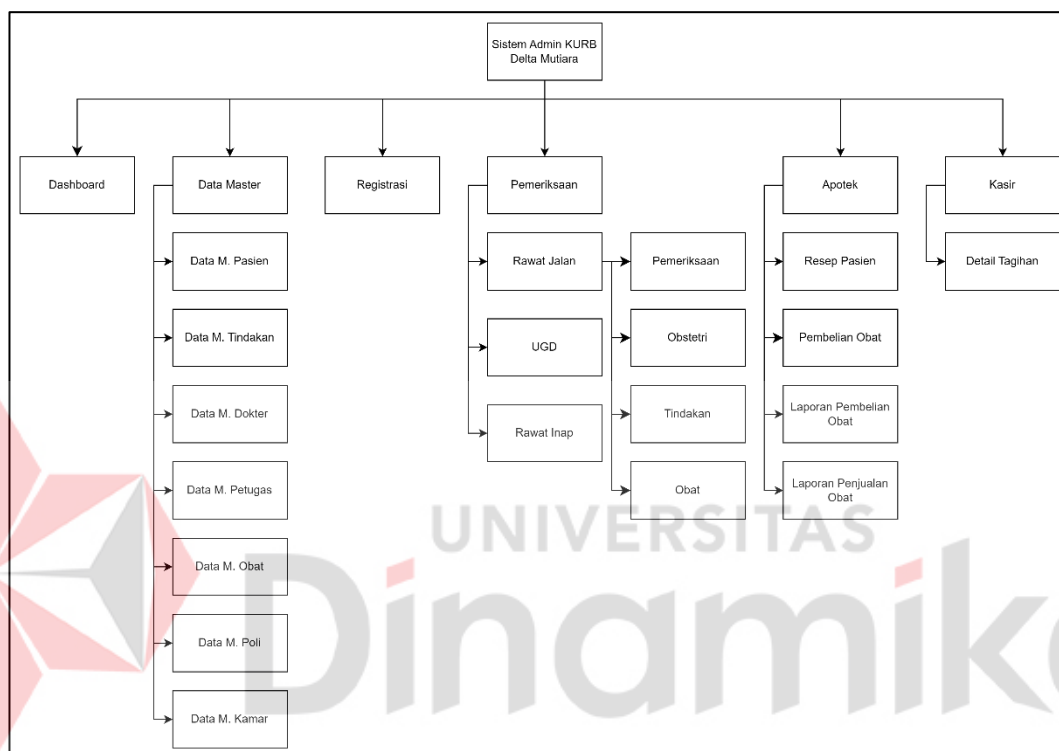 Sistem Admin KURB
Delta Mutiara
Dashboard
Data Master
Registrasi
Pemeriksaan
Apotek
Kasir
Data M. Pasien
Rawat Jalan
Pemeriksaan
Resep Pasien
Detail Tagihan
Data M. Tindakan
UGD
Obstetri
Pembelian Obat
Data M. Dokter
Rawat Inap
Tindakan
Laporan Pembelian
Obat
Data M. Petugas
Obat
Laporan Penjualan
Obat
Data M. Obat
Data M. Poli
Data M. Kamar
UNIVERSITAS
Dinamika